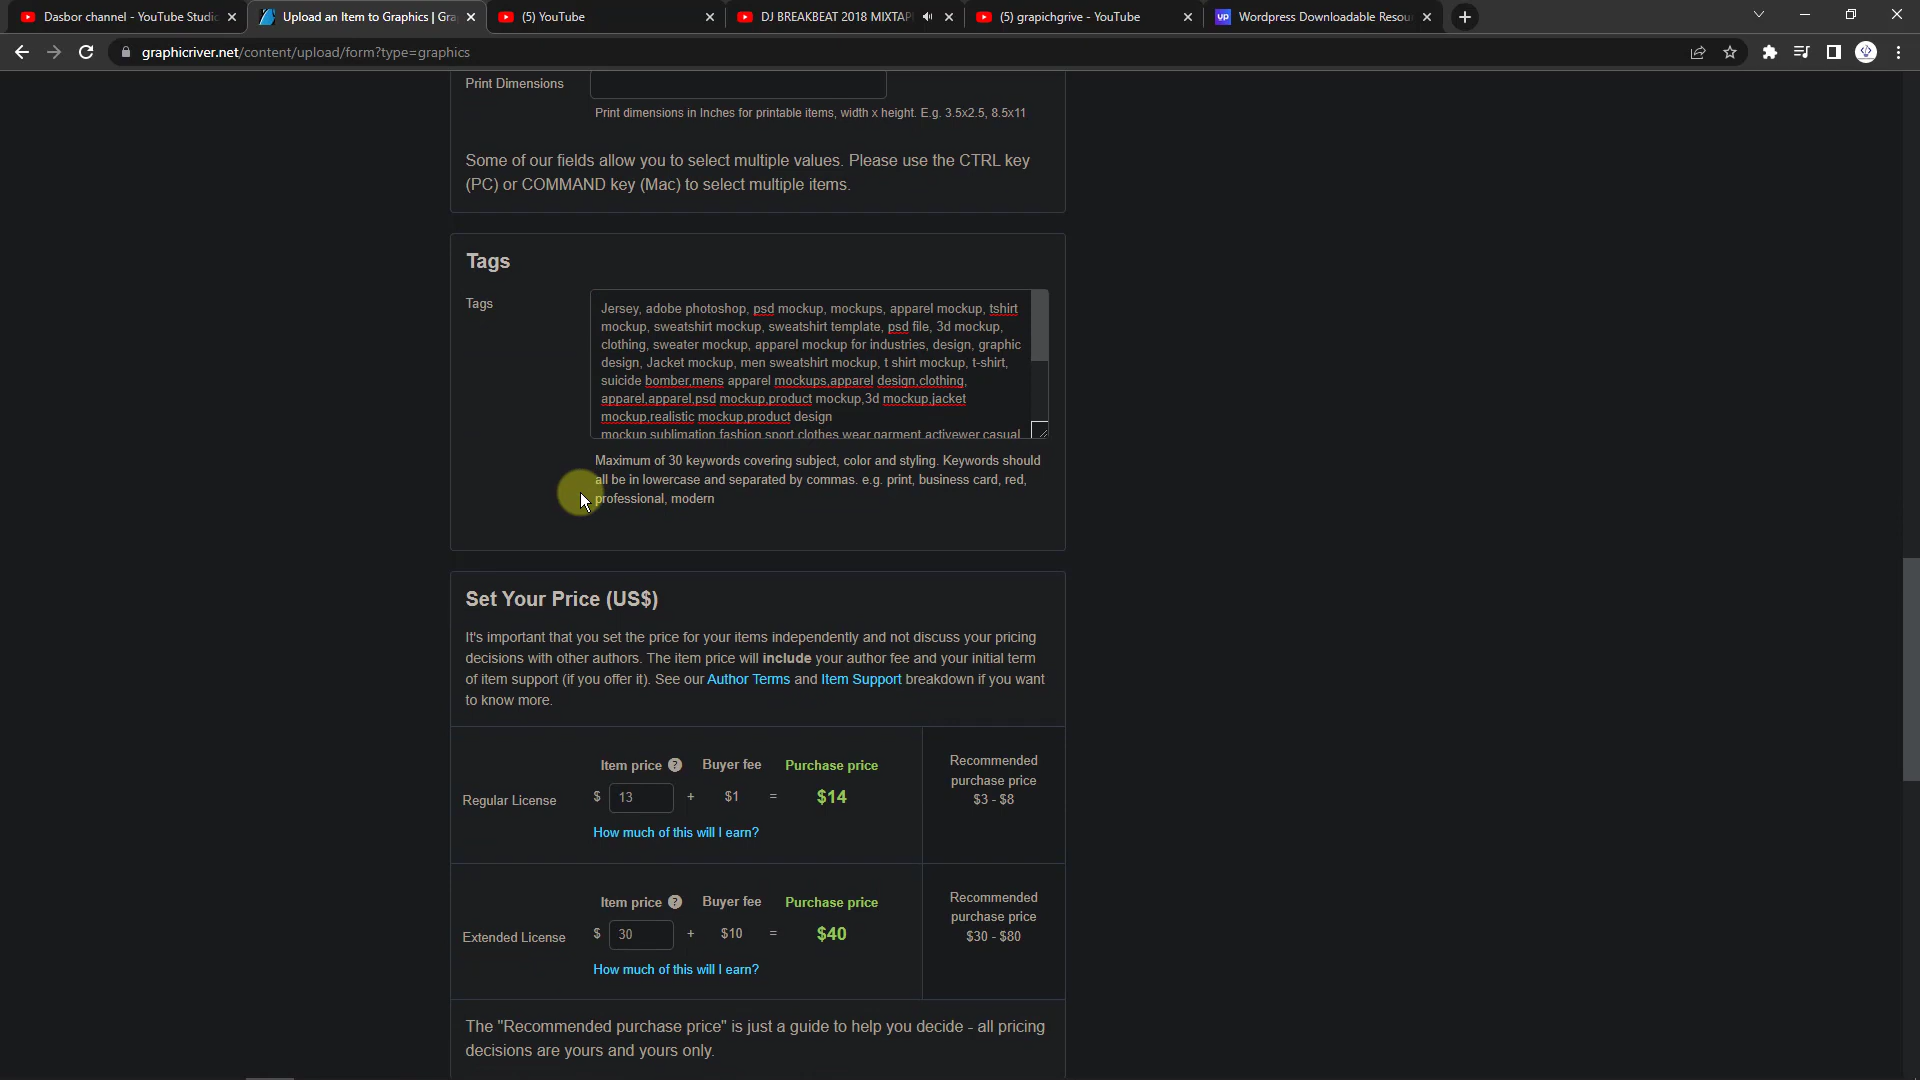 Dasbor channel - YouTube Studio
Upload an Item to Graphics | Gra
(5) YouTube
DJ BREAKBEAT 2018 MIXTAP
(5) grapichgrive - YouTube
Wordpress Downloadable Resou
graphicriver.net/content/upload/form?type=graphics
Print Dimensions
Print dimensions in Inches for printable items, width x height. E.g. 3.5x2.5, 8.5x11
Some of our fields allow you to select multiple values. Please use the CTRL key
(PC) or COMMAND key (Mac) to select multiple items.
Tags
Tags
Jersey, adobe photoshop, psd mockup, mockups, apparel mockup, tshirt
mockup, sweatshirt mockup, sweatshirt template, psd file, 3d mockup,
clothing, sweater mockup, apparel mockup for industries, design, graphic
design, Jacket mockup, men sweatshirt mockup, t shirt mockup, t-shirt,
suicide bomber,mens apparel mockups,apparel design,clothing,
apparel,apparel,psd mockup,product mockup,3d mockup,jacket
mockup,realistic mockup,product design
mockup,sublimation,fashion,sport,clothes,wear,garment,activewer,casual
Maximum of 30 keywords covering subject, color and styling. Keywords should
all be in lowercase and separated by commas. e.g. print, business card, red,
professional, modern
Set Your Price (US$)
It's important that you set the price for your items independently and not discuss your pricing
decisions with other authors. The item price will include your author fee and your initial term
of item support (if you offer it). See our Author Terms and Item Support breakdown if you want
to know more.
Item price ? Buyer fee Purchase price
Recommended
purchase price
$3 - $8
Regular License $ 13 + $1 = $14
How much of this will I earn?
Item price ? Buyer fee Purchase price
Recommended
purchase price
$30 - $80
Extended License $ 30 + $10 = $40
How much of this will I earn?
The "Recommended purchase price" is just a guide to help you decide - all pricing
decisions are yours and yours only.